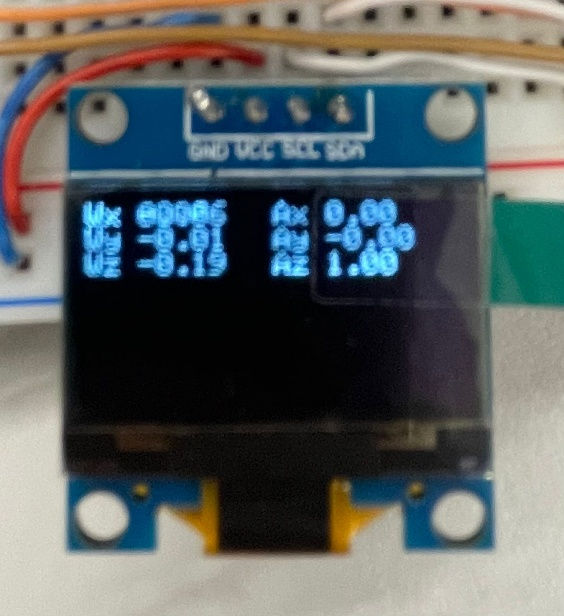 GND VCC SCL SDA
Wx Ax 0.00
Wy -0.01 Ay -0.00
Wz -0.19 Az 1.00